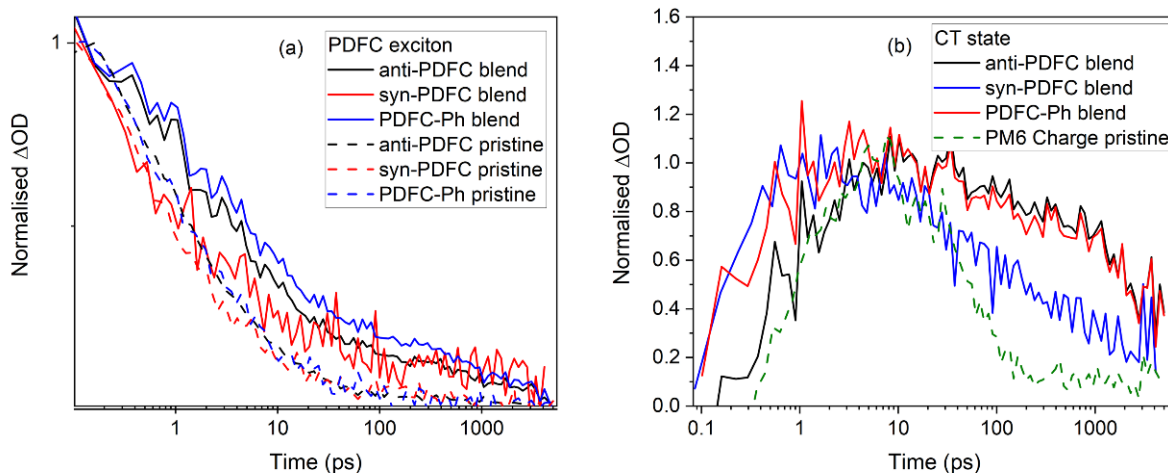 (a)
PDFC exciton
anti-PDFC blend
syn-PDFC blend
PDFC-Ph blend
anti-PDFC pristine
syn-PDFC pristine
PDFC-Ph pristine
1
Normalised ΔOD
1 10 100 1000
Time (ps)
(b)
CT state
anti-PDFC blend
syn-PDFC blend
PDFC-Ph blend
PM6 Charge pristine
1.6
1.4
1.2
1.0
0.8
0.6
0.4
0.2
0.0
Normalised ΔOD
0.1 1 10 100 1000
Time (ps)